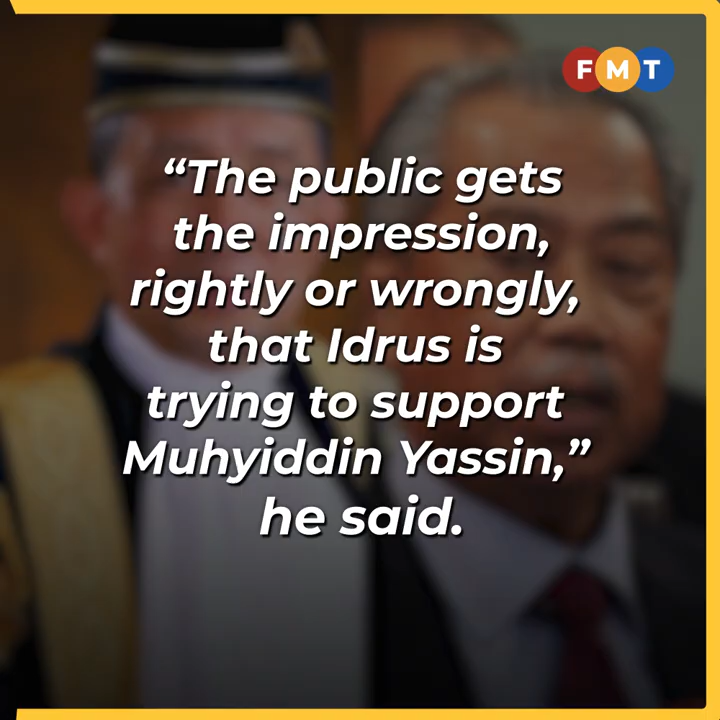 FMT
“The public gets
the impression,
rightly or wrongly,
that Idrus is
trying to support
Muhyiddin Yassin,”
he said.